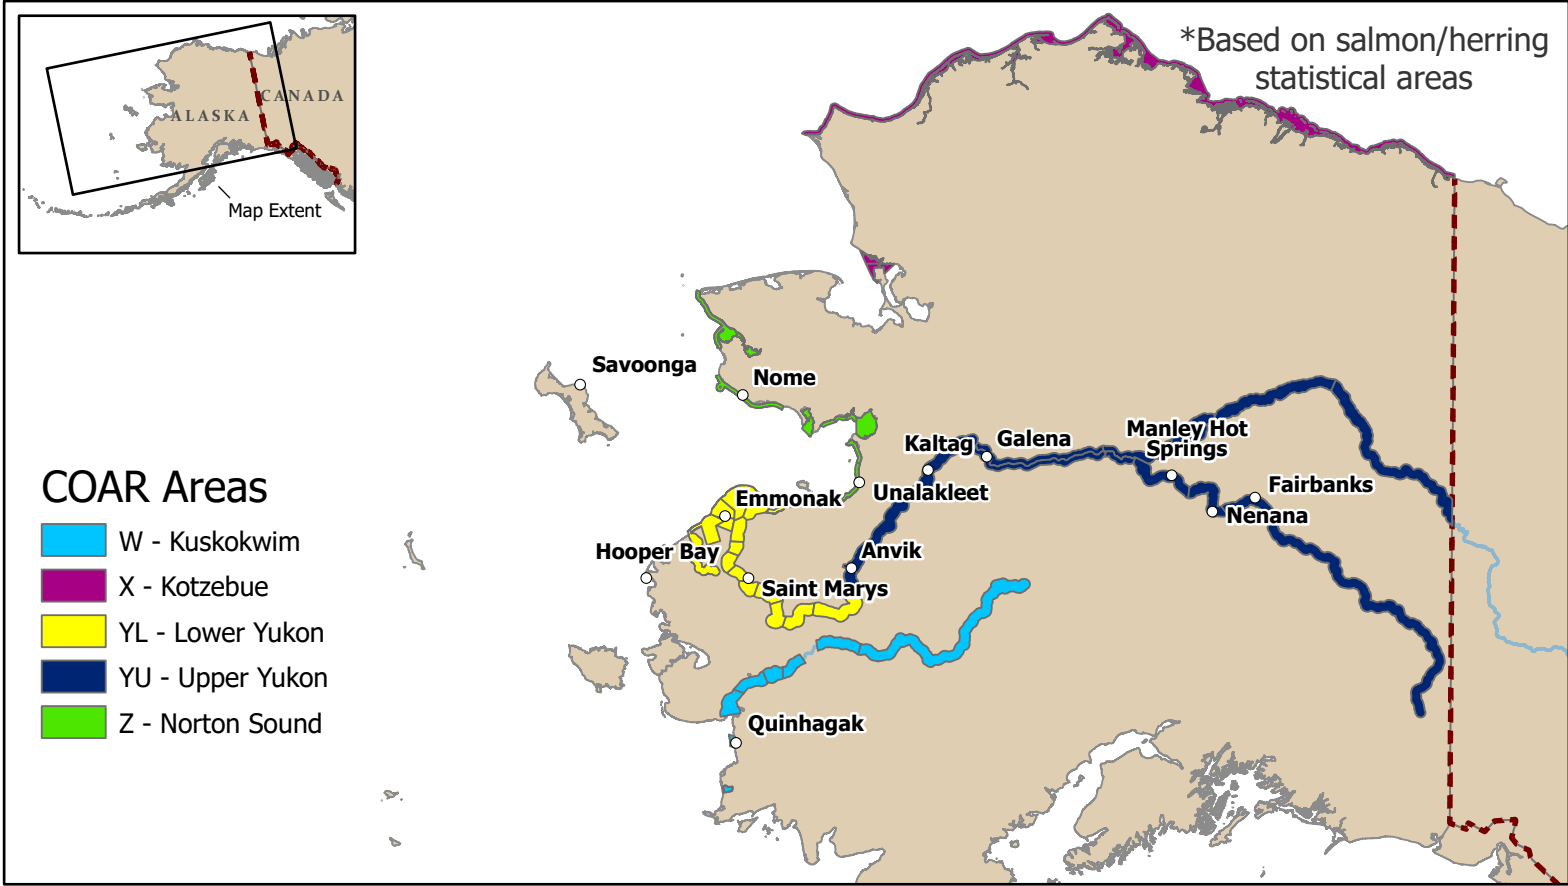 *Based on salmon/herring
statistical areas
CANADA
ALASKA
Map Extent
Savoonga
Nome
Kaltag
Galena
Manley Hot
Springs
Unalakleet
Fairbanks
Nenana
Emmonak
Hooper Bay
Anvik
Saint Marys
Quinhagak
COAR Areas
W - Kuskokwim
X - Kotzebue
YL - Lower Yukon
YU - Upper Yukon
Z - Norton Sound